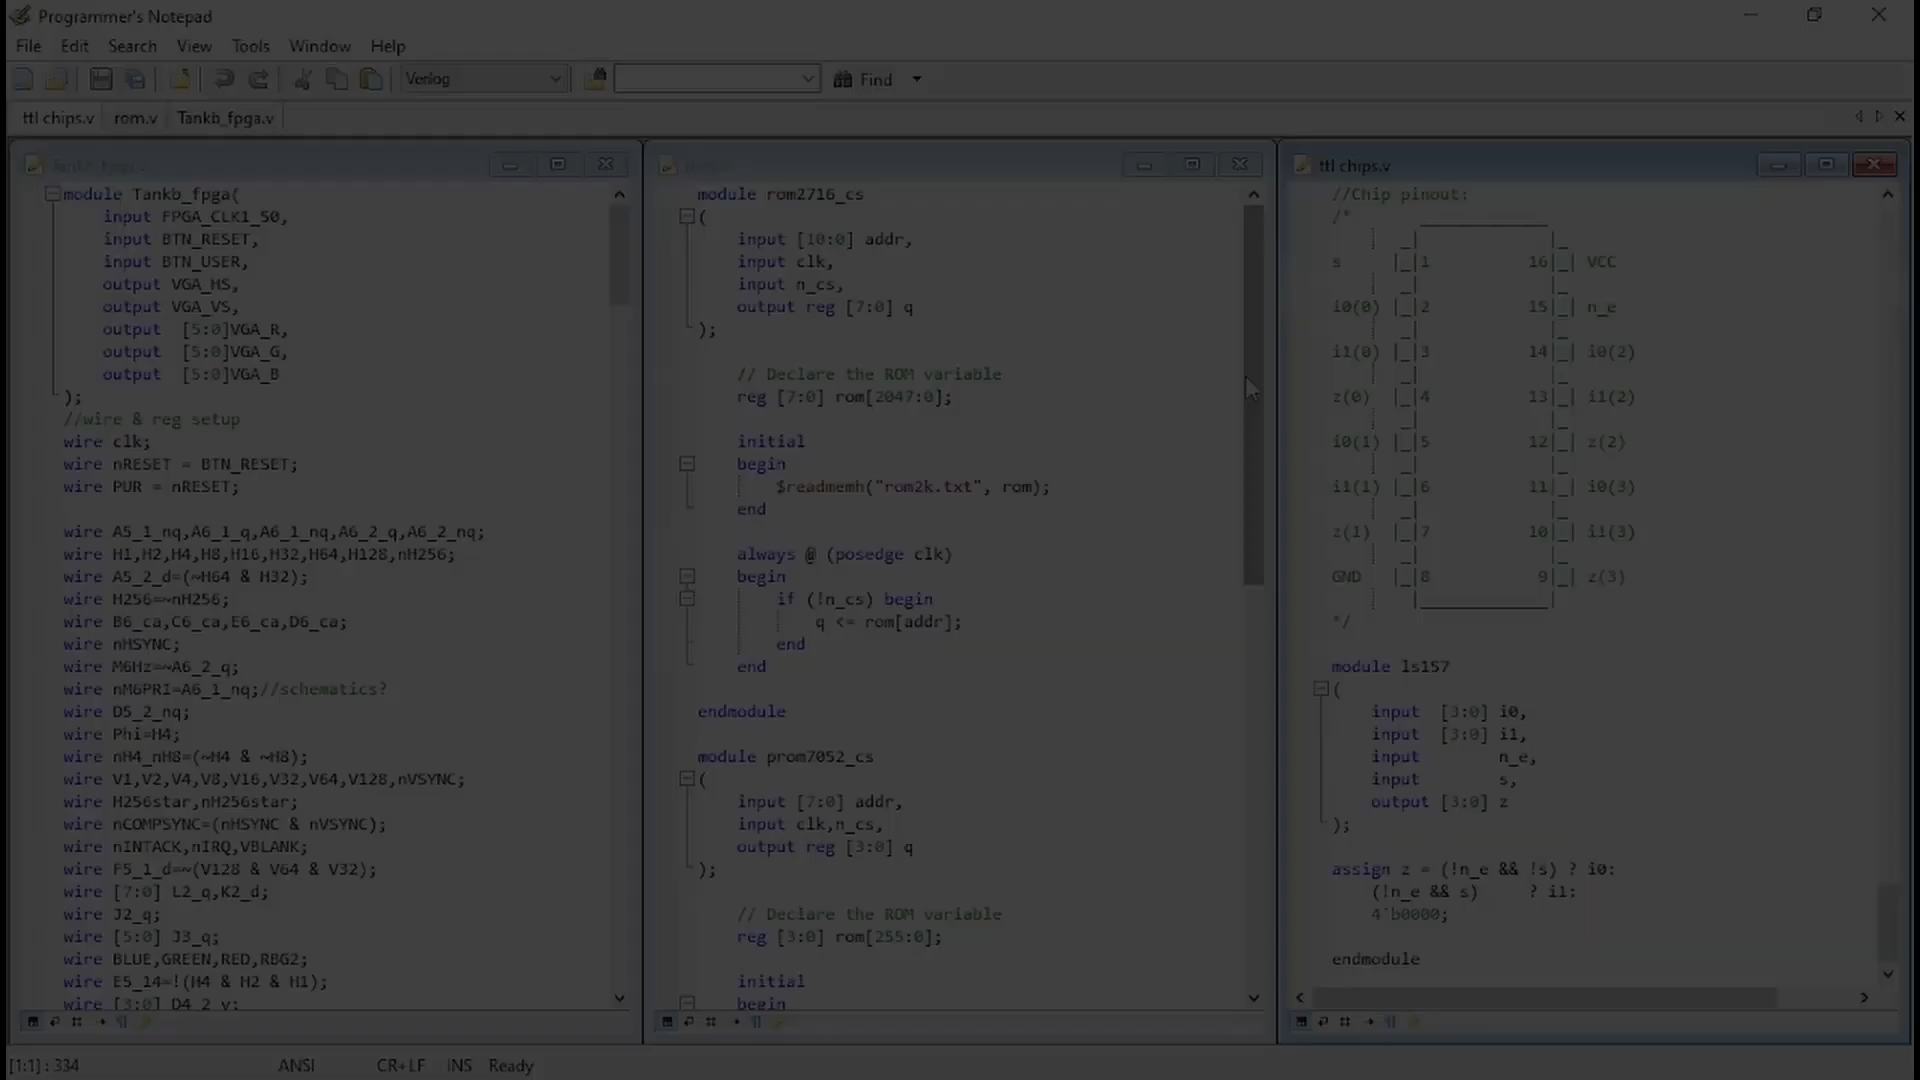 Programmer's Notepad
File Edit Search View Tools Window Help
Verlog Find
ttl chips.v rom.v Tankb_fpga.v
module Tankb_fpga(
input FPGA_CLK1_50,
input BTN_RESET,
input BTN_USER,
output VGA_HS,
output VGA_VS,
output [5:0]VGA_R,
output [5:0]VGA_G,
output [5:0]VGA_B
);
//wire & reg setup
wire clk;
wire nRESET = BTN_RESET;
wire PUR = nRESET;
wire A5_1_nq,A6_1_q,A6_1_nq,A6_2_q,A6_2_nq;
wire H1,H2,H4,H8,H16,H32,H64,H128,nH256;
wire A5_2_d=(~H64 & H32);
wire H256=~nH256;
wire B6_ca,C6_ca,E6_ca,D6_ca;
wire nHSYNC;
wire M6Hz=~A6_2_q;
wire nM6PRI=A6_1_nq;//schematics?
wire D5_2_nq;
wire Phi=H4;
wire nH4_nH8=(~H4 & ~H8);
wire V1,V2,V4,V8,V16,V32,V64,V128,nVSYNC;
wire H256star,nH256star;
wire nCOMPSYNC=(nHSYNC & nVSYNC);
wire nINTACK,nIRQ,VBLANK;
wire F5_1_d=~(V128 & V64 & V32);
wire [7:0] L2_q,K2_d;
wire J2_q;
wire [5:0] J3_q;
wire BLUE,GREEN,RED,RBG2;
wire E5_14=!(H4 & H2 & H1);
wire [3:0] D4_2_y;
module rom2716_cs
(
input [10:0] addr,
input clk,
input n_cs,
output reg [7:0] q
);
// Declare the ROM variable
reg [7:0] rom[2047:0];
initial
begin
$readmemh("rom2k.txt", rom);
end
always @ (posedge clk)
begin
if (!n_cs) begin
q <= rom[addr];
end
end
endmodule
module prom7052_cs
(
input [7:0] addr,
input clk,n_cs,
output reg [3:0] q
);
// Declare the ROM variable
reg [3:0] rom[255:0];
initial
begin
ttl chips.v
//Chip pinout:
/*
s |_|1 16|_| VCC
i0(0) |_|2 15|_| n_e
i1(0) |_|3 14|_| i0(2)
z(0) |_|4 13|_| i1(2)
i0(1) |_|5 12|_| z(2)
i1(1) |_|6 11|_| i0(3)
z(1) |_|7 10|_| i1(3)
GND |_|8 9|_| z(3)
*/
module ls157
(
input [3:0] i0,
input [3:0] i1,
input n_e,
input s,
output [3:0] z
);
assign z = (!n_e && !s) ? i0:
(!n_e && s) ? i1:
4`b0000;
endmodule
[1:1] : 334 ANSI CR+LF INS Ready